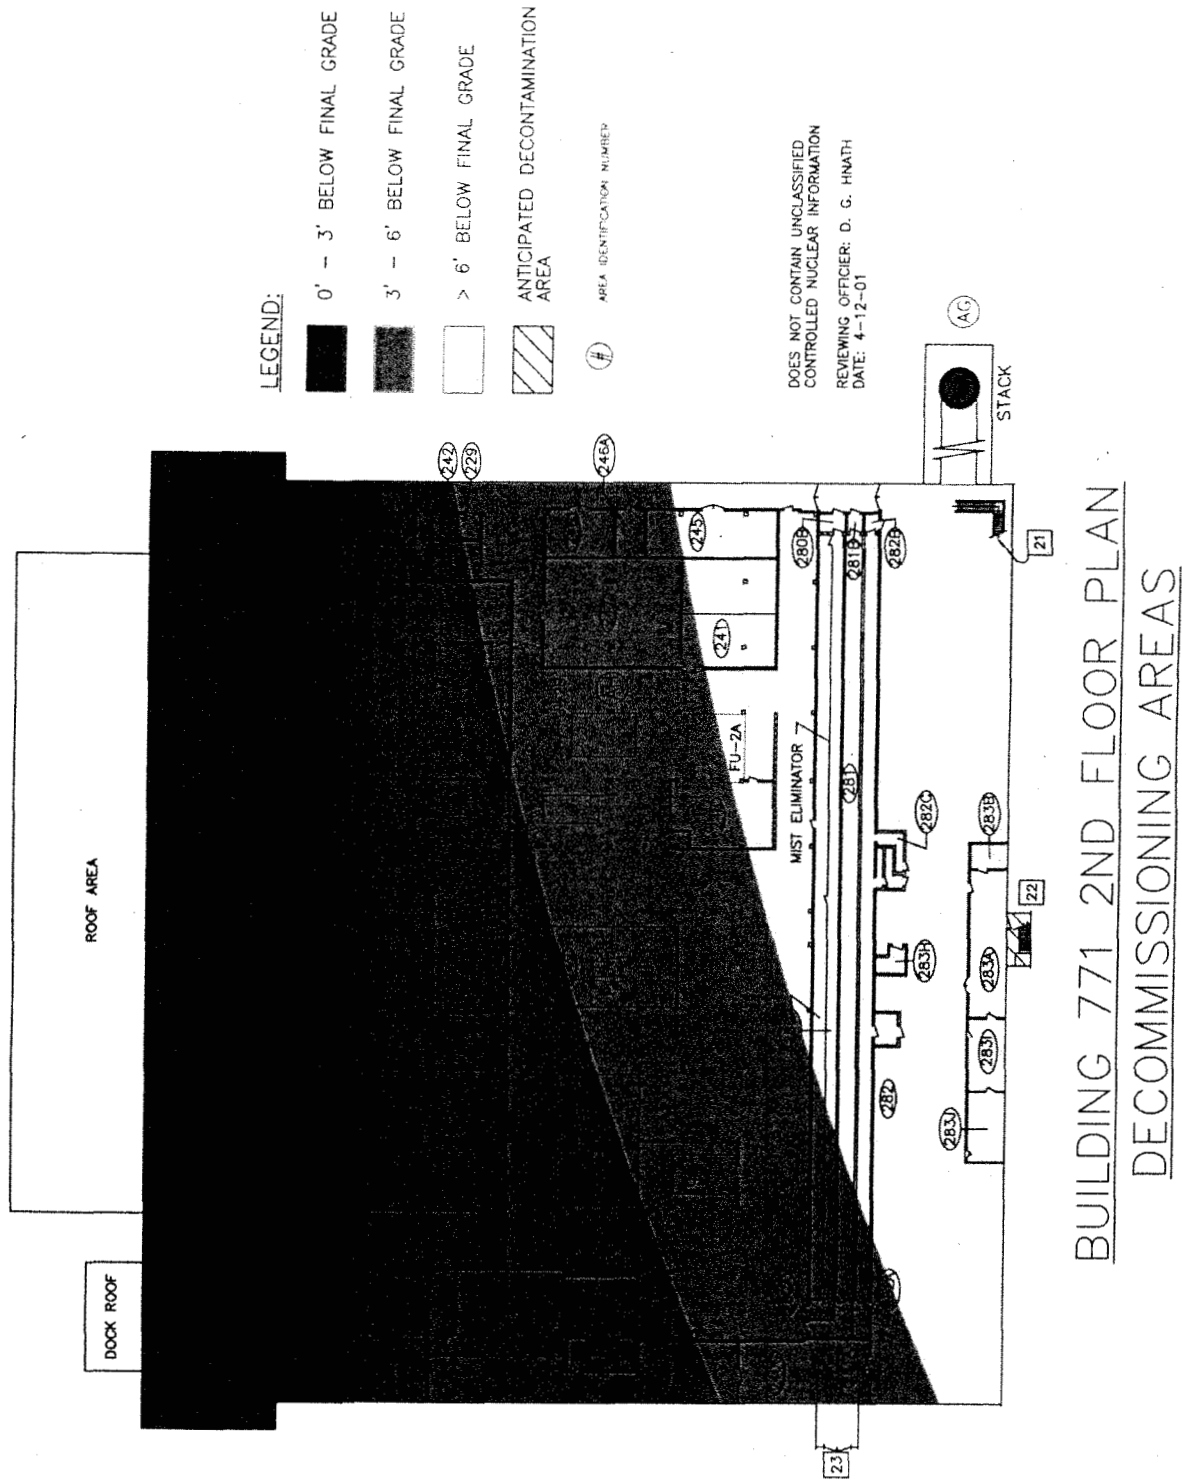 ROOF AREA
DOCK ROOF
LEGEND:
0' - 3' BELOW FINAL GRADE
3' - 6' BELOW FINAL GRADE
> 6' BELOW FINAL GRADE
ANTICIPATED DECONTAMINATION
AREA
#
AREA IDENTIFICATION NUMBER
DOES NOT CONTAIN UNCLASSIFIED
CONTROLLED NUCLEAR INFORMATION
REVIEWING OFFICIER: D. G. HNATH
DATE: 4-12-01
242
229
246A
245
241
FU-2A
MIST ELIMINATOR
280B
281B
282B
281
282C
283H
282
283J
283I
283A
283B
AG
STACK
21
22
23
BUILDING 771 2ND FLOOR PLAN
DECOMMISSIONING AREAS